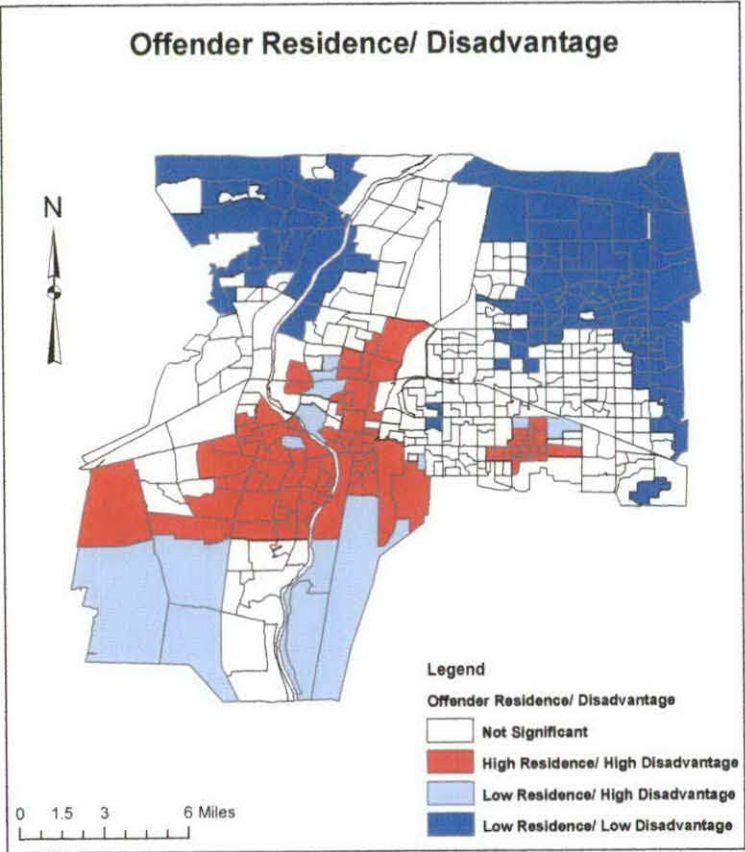 Offender Residence/ Disadvantage
N
Legend
Offender Residence/ Disadvantage
Not Significant
High Residence/ High Disadvantage
Low Residence/ High Disadvantage
Low Residence/ Low Disadvantage
0 1.5 3 6 Miles